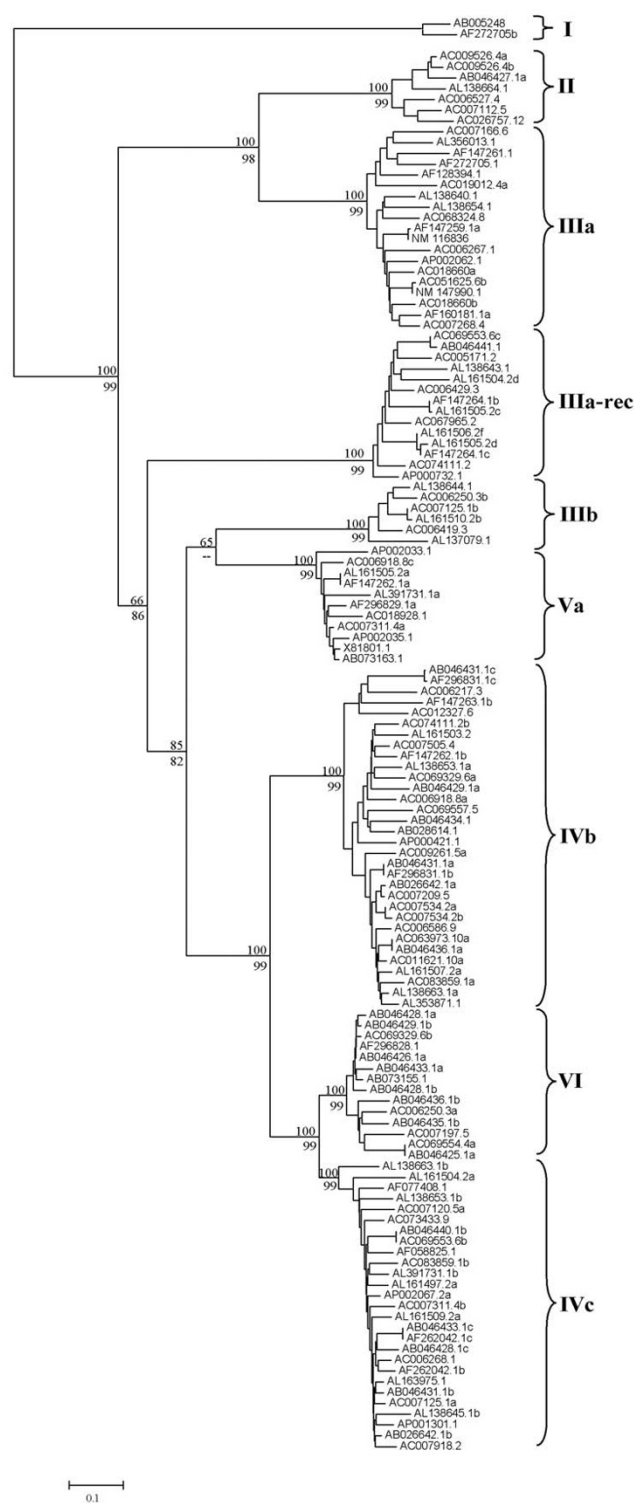 AB005248
AF272705b
I
AC009526.4a
AC009526.4b
AB046427.1a
AL138664.1
AC006527.4
AC007112.5
AC026757.12
II
100
99
100
98
AC007166.6
AL356013.1
AF147261.1
AF272705.1
AF128394.1
AC019012.4a
AL138640.1
AL138654.1
AC068324.8
AF147259.1a
NM 116836
AC006267.1
AP002062.1
AC018660a
AC051625.6b
NM 147990.1
AC018660b
AF160181.1a
AC007268.4
IIIa
100
99
100
99
AC069553.6c
AB046441.1
AC005171.2
AL138643.1
AL161504.2d
AC006429.3
AF147264.1b
AL161505.2c
AC067965.2
AL161506.2f
AL161505.2d
AF147264.1c
AC074111.2
AP000732.1
IIIa-rec
100
99
AL138644.1
AC006250.3b
AC007125.1b
AL161510.2b
AC006419.3
AL137079.1
IIIb
100
99
65
--
AP002033.1
AC006918.8c
AL161505.2a
AF147262.1a
AL391731.1a
AF296829.1a
AC018928.1
AC007311.4a
AP002035.1
X81801.1
AB073163.1
Va
100
99
66
86
85
82
AB046431.1c
AF296831.1c
AC006217.3
AF147263.1b
AC012327.6
AC074111.2b
AL161503.2
AC007505.4
AF147262.1b
AL138653.1a
AC069329.6a
AB046429.1a
AC006918.8a
AC069557.5
AB046434.1
AB028614.1
AP000421.1
AC009261.5a
AB046431.1a
AF296831.1b
AB026642.1a
AC007209.5
AC007534.2a
AC007534.2b
AC006586.9
AC063973.10a
AB046436.1a
AC011621.10a
AL161507.2a
AC083859.1a
AL138663.1a
AL353871.1
IVb
100
99
100
99
AB046428.1a
AB046429.1b
AC069329.6b
AF296828.1
AB046426.1a
AB046433.1a
AB073155.1
AB046428.1b
AB046436.1b
AC006250.3a
AB046435.1b
AC007197.5
AC069554.4a
AB046425.1a
VI
100
99
100
99
100
99
AL138663.1b
AL161504.2a
AF077408.1
AL138653.1b
AC007120.5a
AC073433.9
AB046440.1b
AC069553.6b
AF058825.1
AC083859.1b
AL391731.1b
AL161497.2a
AP002067.2a
AC007311.4b
AL161509.2a
AB046433.1c
AF262042.1c
AB046428.1c
AC006268.1
AF262042.1b
AL163975.1
AB046431.1b
AC007125.1a
AL138645.1b
AP001301.1
AB026642.1b
AC007918.2
IVc
0.1